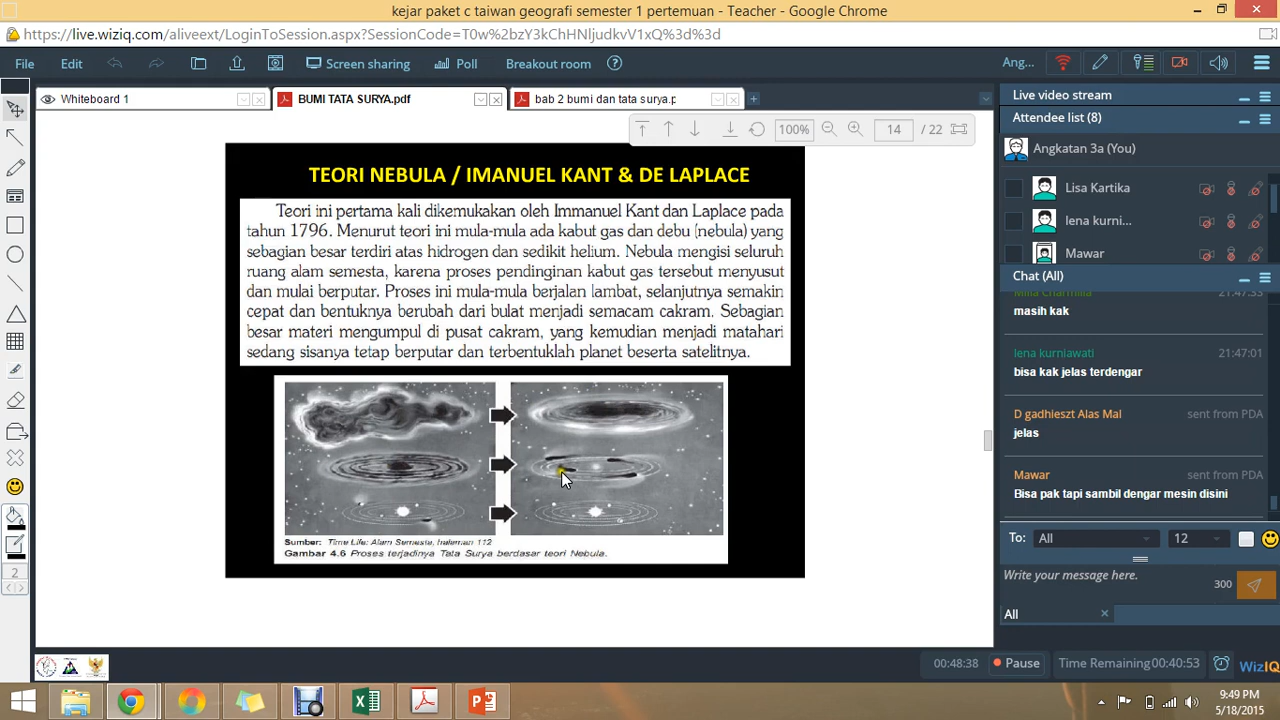 kejar paket c taiwan geografi semester 1 pertemuan - Teacher - Google Chrome
https://live.wiziq.com/aliveext/LoginToSession.aspx?SessionCode=T0w%2bzY3kChHNljudkvV1xQ%3d%3d
File Edit Screen sharing Poll Breakout room Ang...
Whiteboard 1 BUMI TATA SURYA.pdf bab 2 bumi dan tata surya.p
100% 14 / 22
TEORI NEBULA / IMANUEL KANT & DE LAPLACE
Teori ini pertama kali dikemukakan oleh Immanuel Kant dan Laplace pada
tahun 1796. Menurut teori ini mula-mula ada kabut gas dan debu (nebula) yang
sebagian besar terdiri atas hidrogen dan sedikit helium. Nebula mengisi seluruh
ruang alam semesta, karena proses pendinginan kabut gas tersebut menyusut
dan mulai berputar. Proses ini mula-mula berjalan lambat, selanjutnya semakin
cepat dan bentuknya berubah dari bulat menjadi semacam cakram. Sebagian
besar materi mengumpul di pusat cakram, yang kemudian menjadi matahari
sedang sisanya tetap berputar dan terbentuklah planet beserta satelitnya.
Sumber: Time Life: Alam Semesta, halaman 112
Gambar 4.6 Proses terjadinya Tata Surya berdasar teori Nebula.
Live video stream
Attendee list (8)
Angkatan 3a (You)
Lisa Kartika
Iena kurni...
Mawar
Chat (All)
Milla Charmilla 21:47:33
masih kak
Iena kurniawati 21:47:01
bisa kak jelas terdengar
D gadhieszt Alas Mal sent from PDA
jelas
Mawar sent from PDA
Bisa pak tapi sambil dengar mesin disini
To: All 12
Write your message here. 300
All
2
00:48:38 Pause Time Remaining 00:40:53 WizIQ
9:49 PM
5/18/2015